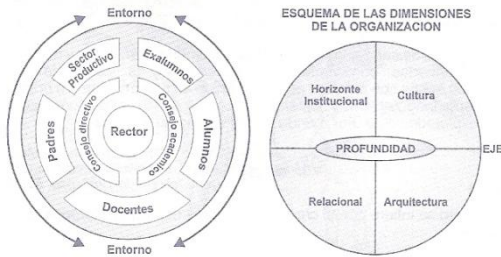 Entorno
Sector
Productivo
Exalumnos
Padres
Consejo directivo
Rector
Consejo academico
Alumnos
Docentes
Entorno
ESQUEMA DE LAS DIMENSIONES
DE LA ORGANIZACION
Horizonte
Institucional
Cultura
PROFUNDIDAD
EJE
Relacional
Arquitectura